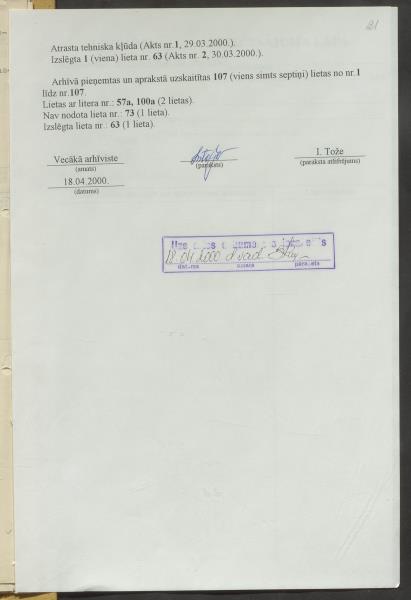 21
Atrasta tehniska kļūda (Akts nr.1, 29.03.2000.).
Izslēgta 1 (viena) lieta nr. 63 (Akts nr. 2, 30.03.2000.).
Arhīvā pieņemtas un aprakstā uzskaitītas 107 (viens simts septiņi) lietas no nr.1
līdz nr.107.
Lietas ar litera nr.: 57a, 100a (2 lietas).
Nav nodota lieta nr.: 73 (1 lieta).
Izslēgta lieta nr.: 63 (1 lieta).
Vecākā arhīviste
(amats)
(paraksts)
I. Tože
(paraksta atšifrējums)
18.04.2000.
(datums)
18.04.2000